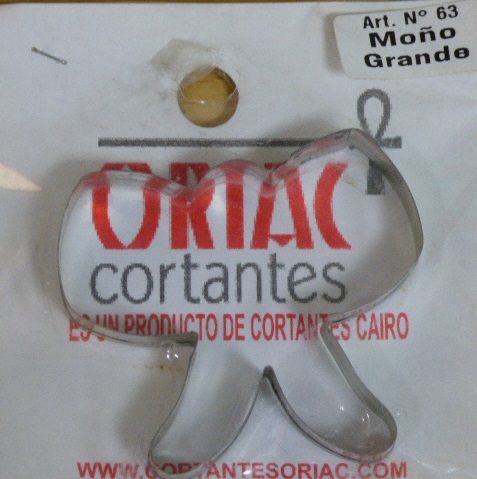 Art. Nº 63
Moño
Grande
ORIAC
cortantes
ES UN PRODUCTO DE CORTANTES CAIRO
WWW.CORTANTESORIAC.COM